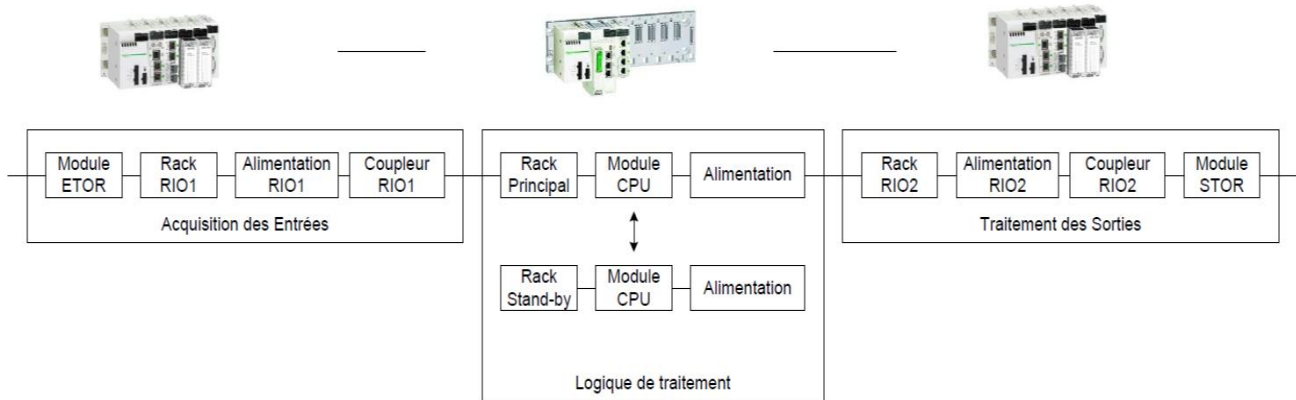 Module
ETOR
Rack
RIO1
Alimentation
RIO1
Coupleur
RIO1
Acquisition des Entrées
Rack
Principal
Module
CPU
Alimentation
Rack
Stand-by
Module
CPU
Alimentation
Logique de traitement
Rack
RIO2
Alimentation
RIO2
Coupleur
RIO2
Module
STOR
Traitement des Sorties